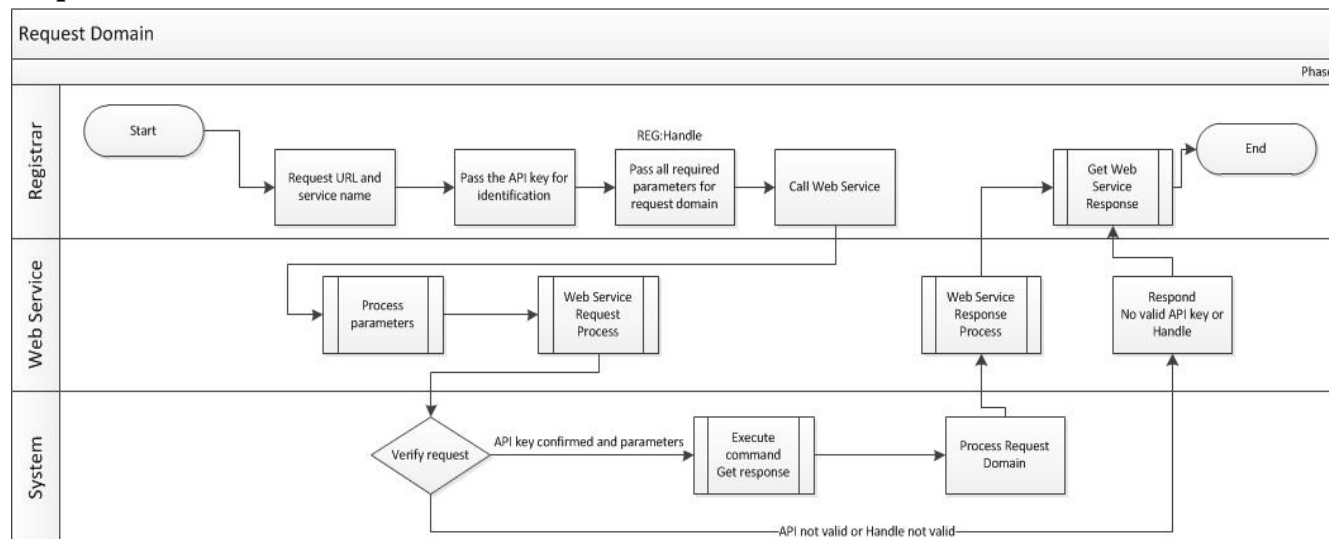 Request Domain
Phase
Registrar
Start
Request URL and
service name
Pass the API key for
identification
REG:Handle
Pass all required
parameters for
request domain
Call Web Service
Get Web
Service
Response
End
Web Service
Process
parameters
Web Service
Request
Process
Web Service
Response
Process
Respond
No valid API key or
Handle
System
Verify request
API key confirmed and parameters
Execute
command
Get response
Process Request
Domain
API not valid or Handle not valid